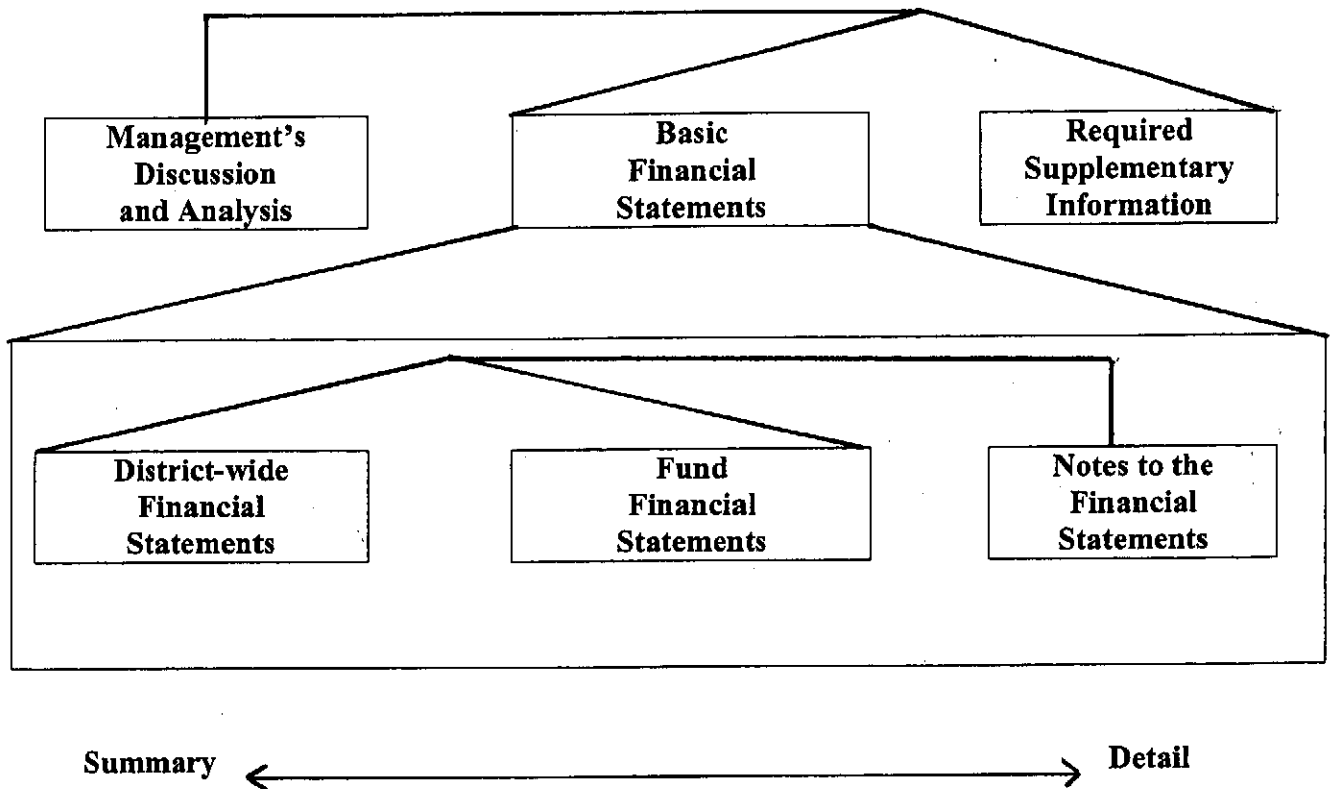 Management's
Discussion
and Analysis
Basic
Financial
Statements
Required
Supplementary
Information
District-wide
Financial
Statements
Fund
Financial
Statements
Notes to the
Financial
Statements
Summary
Detail